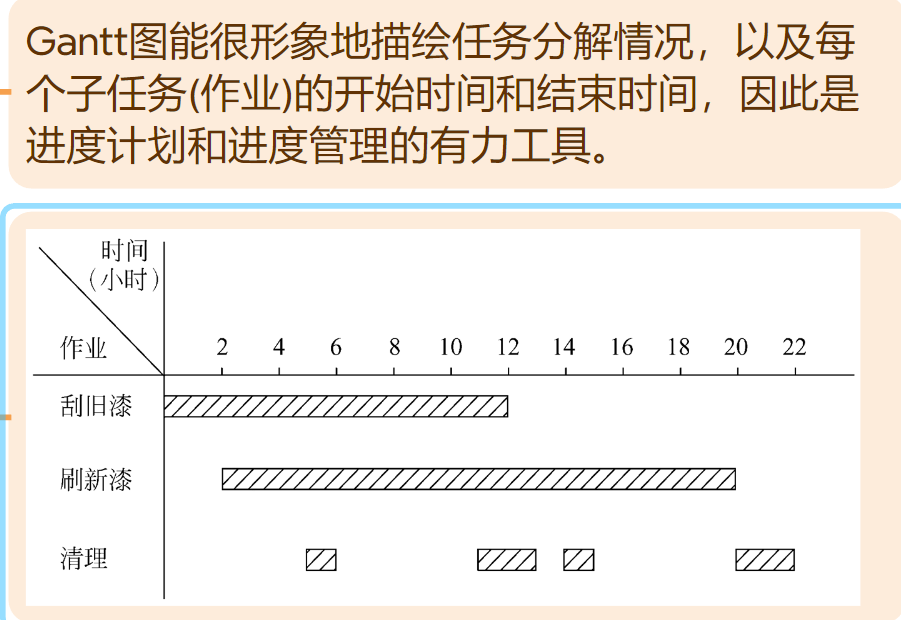 Gantt图能很形象地描绘任务分解情况，以及每
个子任务(作业)的开始时间和结束时间，因此是
进度计划和进度管理的有力工具。
时间
（小时）
作业
2 4 6 8 10 12 14 16 18 20 22
刮旧漆
刷新漆
清理